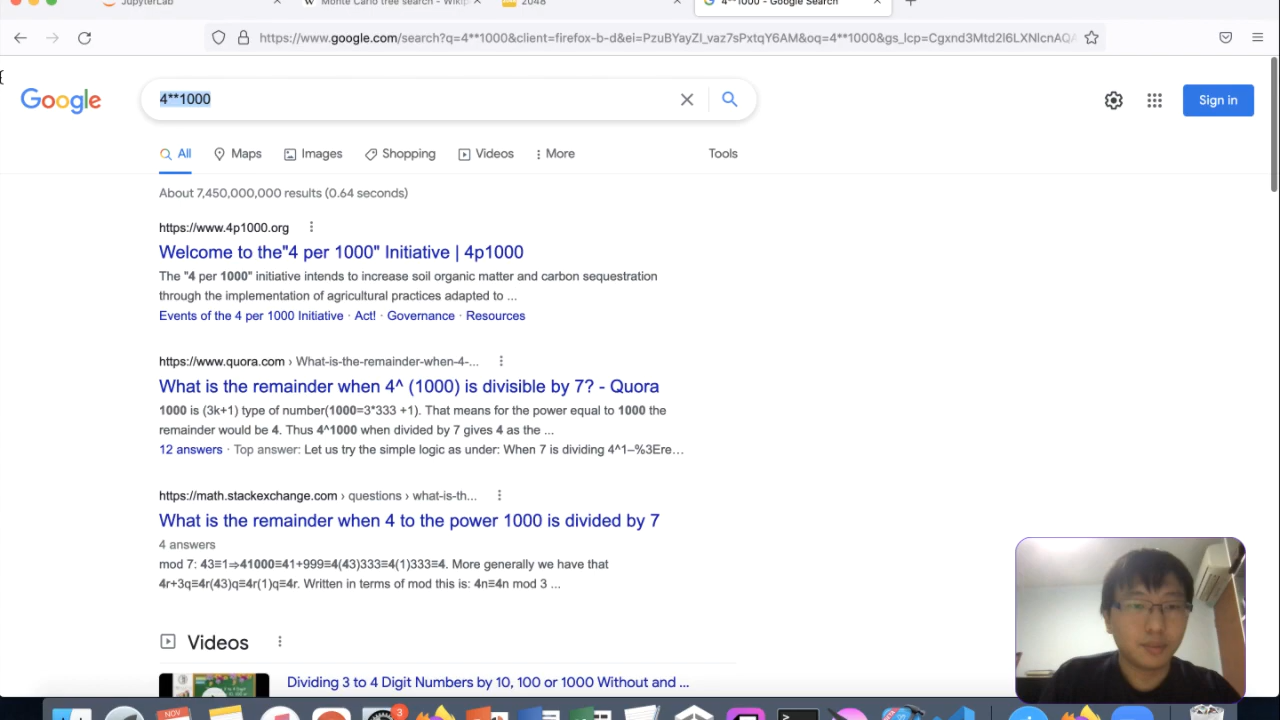 JupyterLab
Monte Carlo tree search - Wikip
2048
4**1000 - Google Search
https://www.google.com/search?q=4**1000&client=firefox-b-d&ei=PzuBYayZI_vaz7sPxtqY6AM&oq=4**1000&gs_lcp=Cgxnd3Mtd2l6LXNlcnAQA
Google
4**1000
Sign in
All
Maps
Images
Shopping
Videos
More
Tools
About 7,450,000,000 results (0.64 seconds)
https://www.4p1000.org
Welcome to the"4 per 1000" Initiative | 4p1000
The "4 per 1000" initiative intends to increase soil organic matter and carbon sequestration
through the implementation of agricultural practices adapted to ...
Events of the 4 per 1000 Initiative · Act! · Governance · Resources
https://www.quora.com › What-is-the-remainder-when-4-...
What is the remainder when 4^ (1000) is divisible by 7? - Quora
1000 is (3k+1) type of number(1000=3*333 +1). That means for the power equal to 1000 the
remainder would be 4. Thus 4^1000 when divided by 7 gives 4 as the ...
12 answers · Top answer: Let us try the simple logic as under: When 7 is dividing 4^1–%3Ere…
https://math.stackexchange.com › questions › what-is-th...
What is the remainder when 4 to the power 1000 is divided by 7
4 answers
mod 7: 43≡1⇒41000≡41+999≡4(43)333≡4(1)333≡4. More generally we have that
4r+3q≡4r(43)q≡4r(1)q≡4r. Written in terms of mod this is: 4n≡4n mod 3 ...
Videos
Dividing 3 to 4 Digit Numbers by 10, 100 or 1000 Without and ...
NOV
3